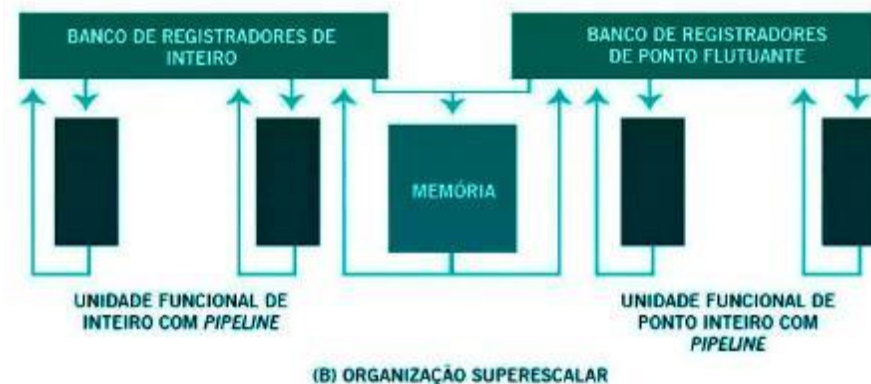 BANCO DE REGISTRADORES DE
INTEIRO
BANCO DE REGISTRADORES
DE PONTO FLUTUANTE
MEMÓRIA
UNIDADE FUNCIONAL DE
INTEIRO COM PIPELINE
UNIDADE FUNCIONAL DE
PONTO INTEIRO COM
PIPELINE
(B) ORGANIZAÇÃO SUPERESCALAR